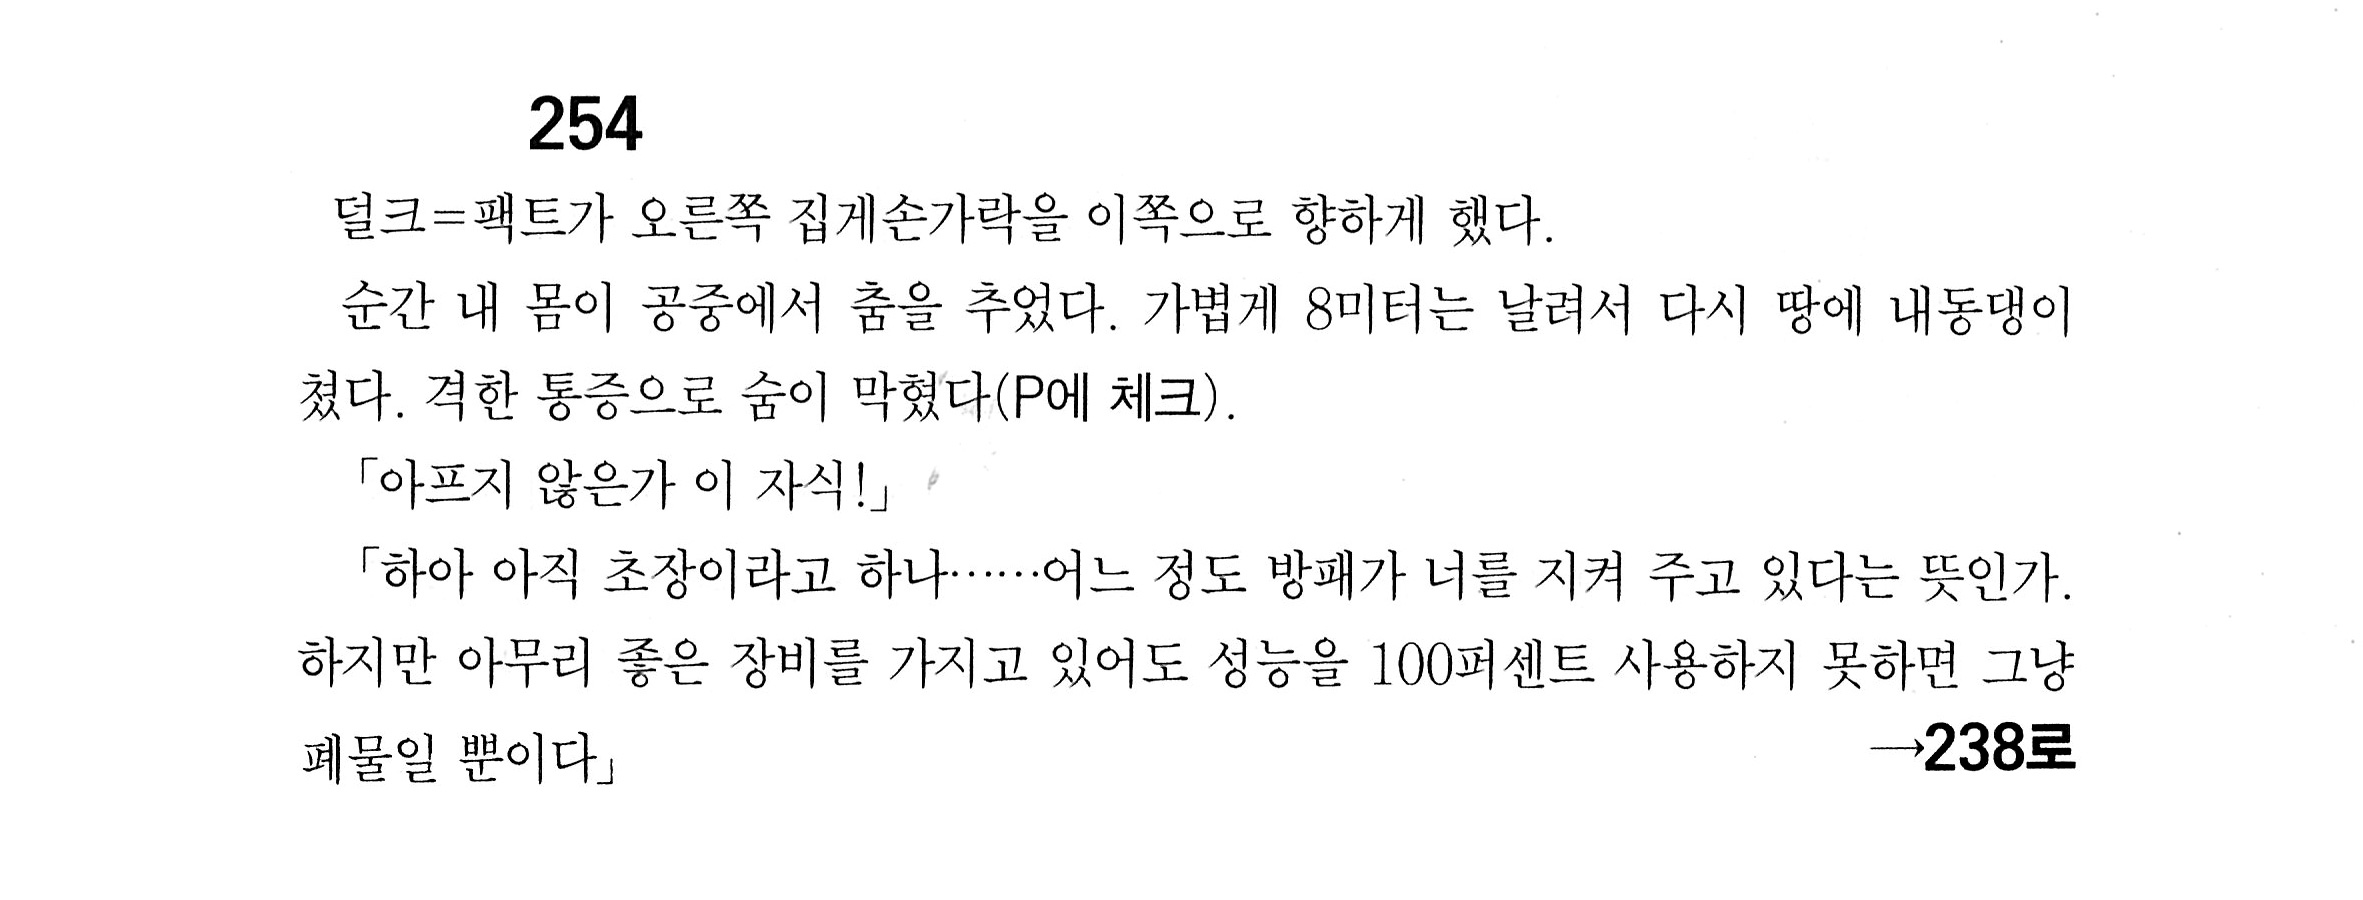 254
덜크=팩트가 오른쪽 집게손가락을 이쪽으로 향하게 했다.
순간 내 몸이 공중에서 춤을 추었다. 가볍게 8미터는 날려서 다시 땅에 내동댕이
쳤다. 격한 통증으로 숨이 막혔다(P에 체크).
「아프지 않은가 이 자식!」
「하아 아직 초장이라고 하나……어느 정도 방패가 너를 지켜 주고 있다는 뜻인가.
하지만 아무리 좋은 장비를 가지고 있어도 성능을 100퍼센트 사용하지 못하면 그냥
폐물일 뿐이다」 →238로